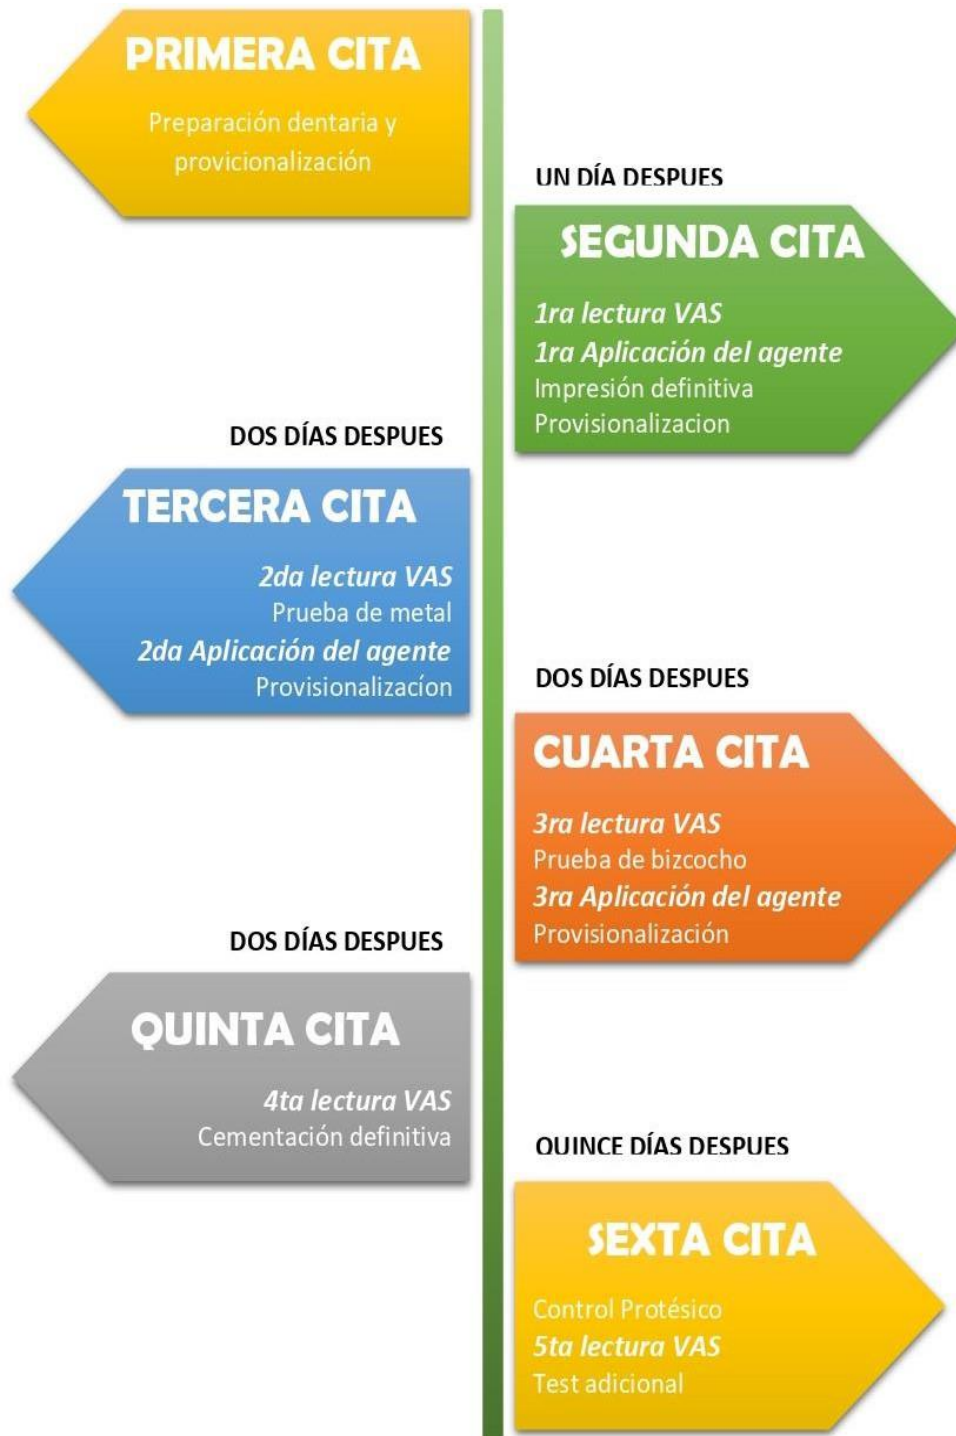 PRIMERA CITA
Preparación dentaria y
provicionalización
UN DÍA DESPUES
SEGUNDA CITA
1ra lectura VAS
1ra Aplicación del agente
Impresión definitiva
Provisionalizacion
DOS DÍAS DESPUES
TERCERA CITA
2da lectura VAS
Prueba de metal
2da Aplicación del agente
Provisionalizacíon
DOS DÍAS DESPUES
CUARTA CITA
3ra lectura VAS
Prueba de bizcocho
3ra Aplicación del agente
Provisionalización
DOS DÍAS DESPUES
QUINTA CITA
4ta lectura VAS
Cementación definitiva
QUINCE DÍAS DESPUES
SEXTA CITA
Control Protésico
5ta lectura VAS
Test adicional